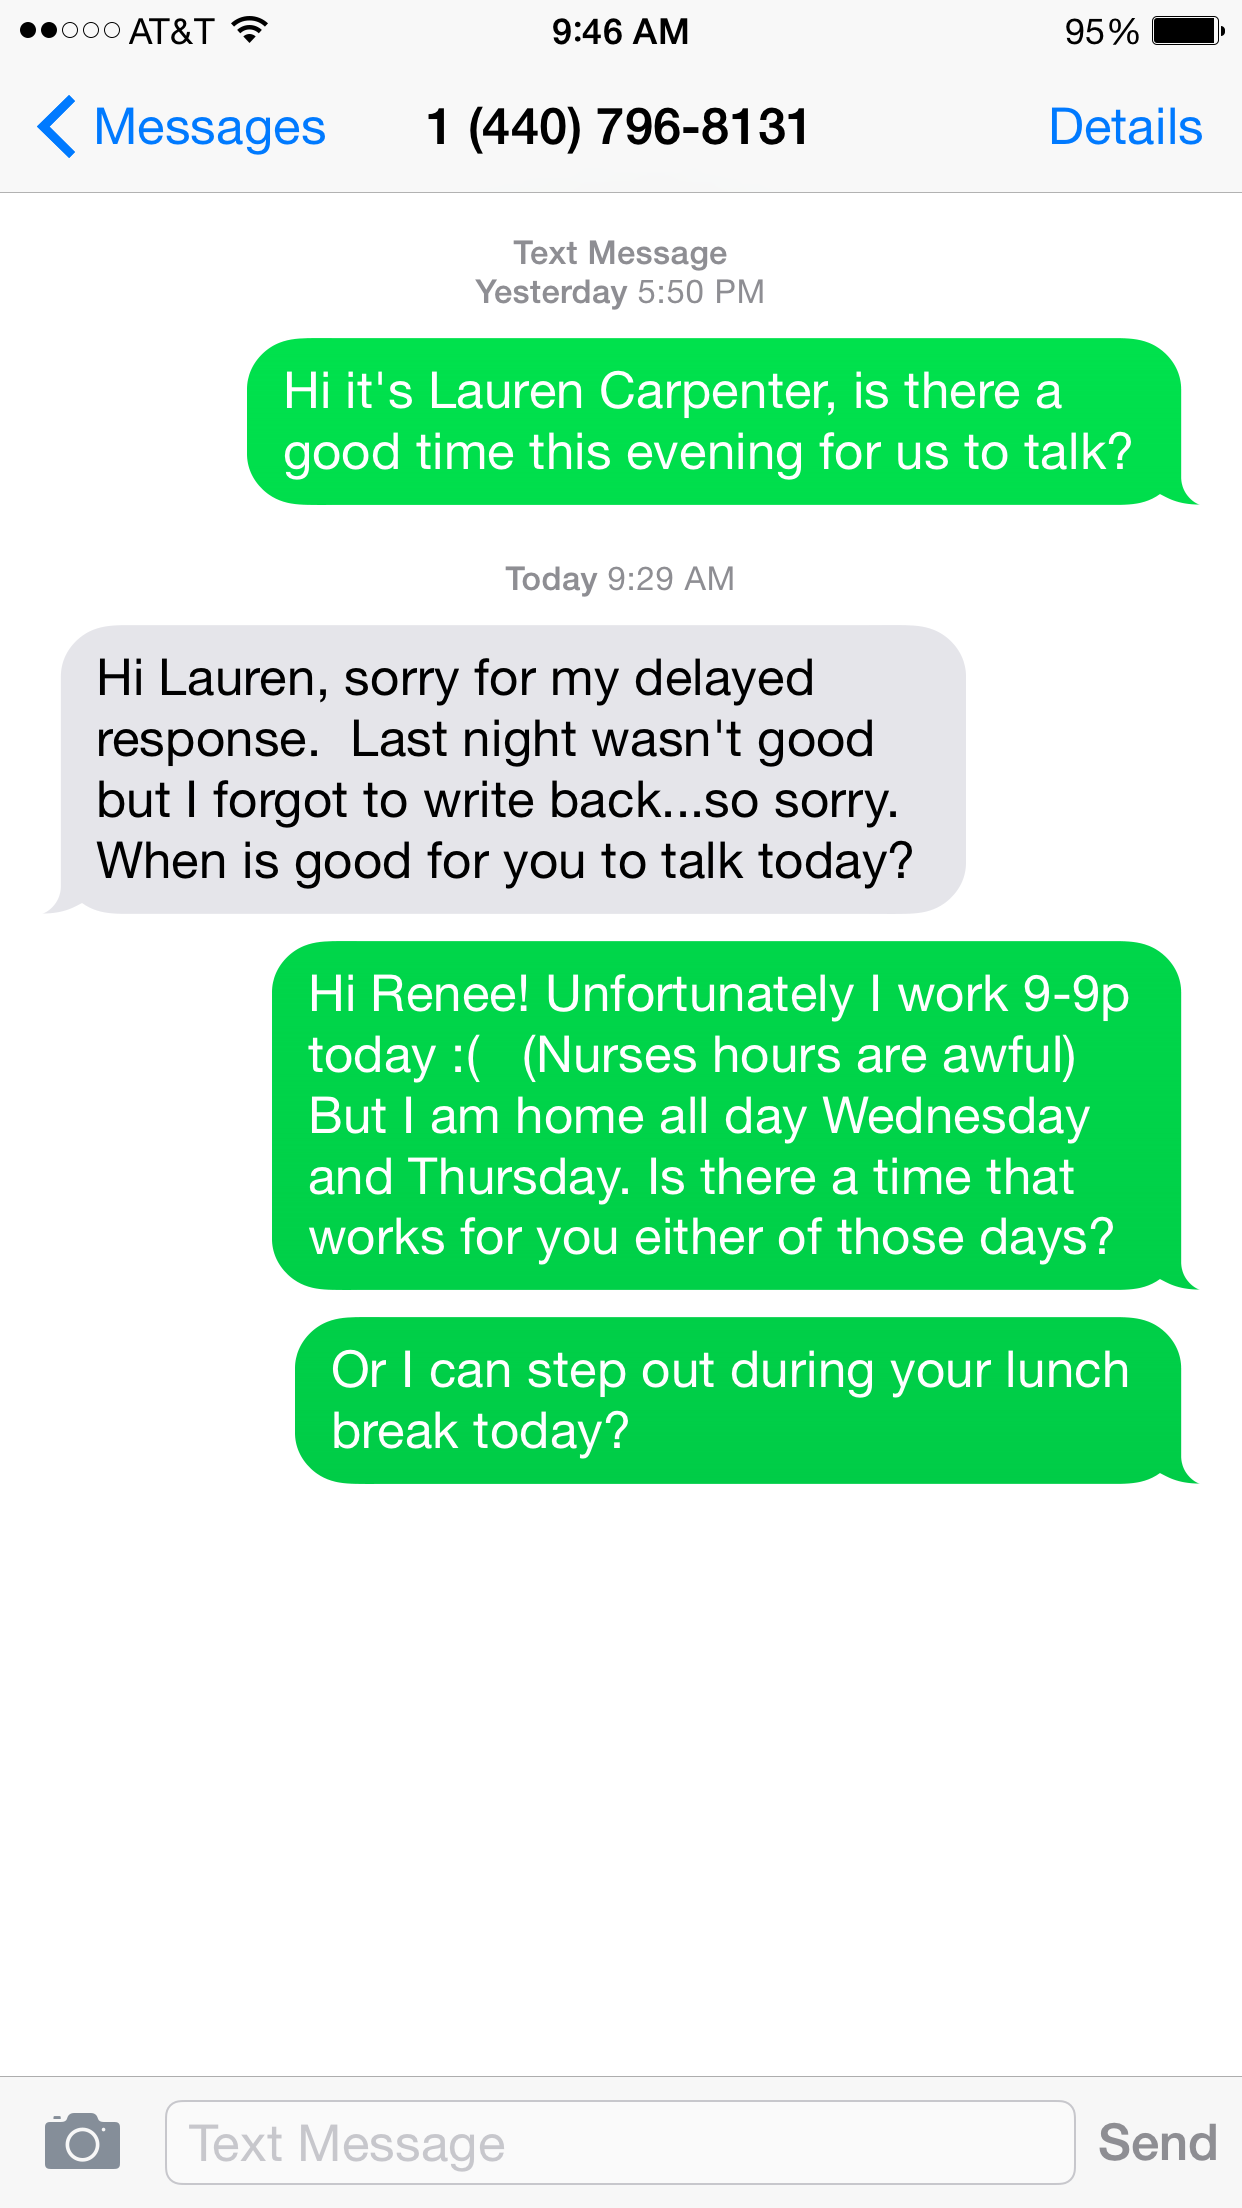 AT&T 9:46 AM 95%
Messages 1 (440) 796-8131 Details
Text Message
Yesterday 5:50 PM
Hi it's Lauren Carpenter, is there a
good time this evening for us to talk?
Today 9:29 AM
Hi Lauren, sorry for my delayed
response.  Last night wasn't good
but I forgot to write back...so sorry.
When is good for you to talk today?
Hi Renee! Unfortunately I work 9-9p
today :(   (Nurses hours are awful)
But I am home all day Wednesday
and Thursday. Is there a time that
works for you either of those days?
Or I can step out during your lunch
break today?
Text Message Send